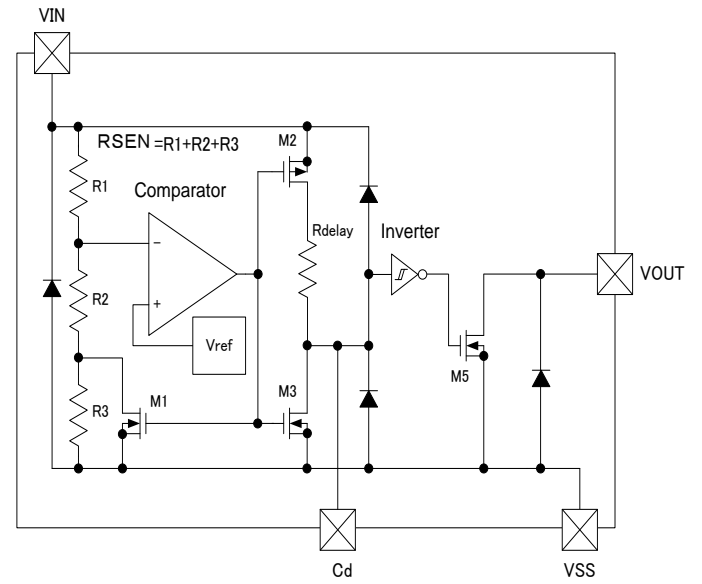 VIN
RSEN =R1+R2+R3
M2
R1
Comparator
Rdelay
Inverter
−
VOUT
R2
+
Vref
M5
M1
M3
R3
Cd
VSS